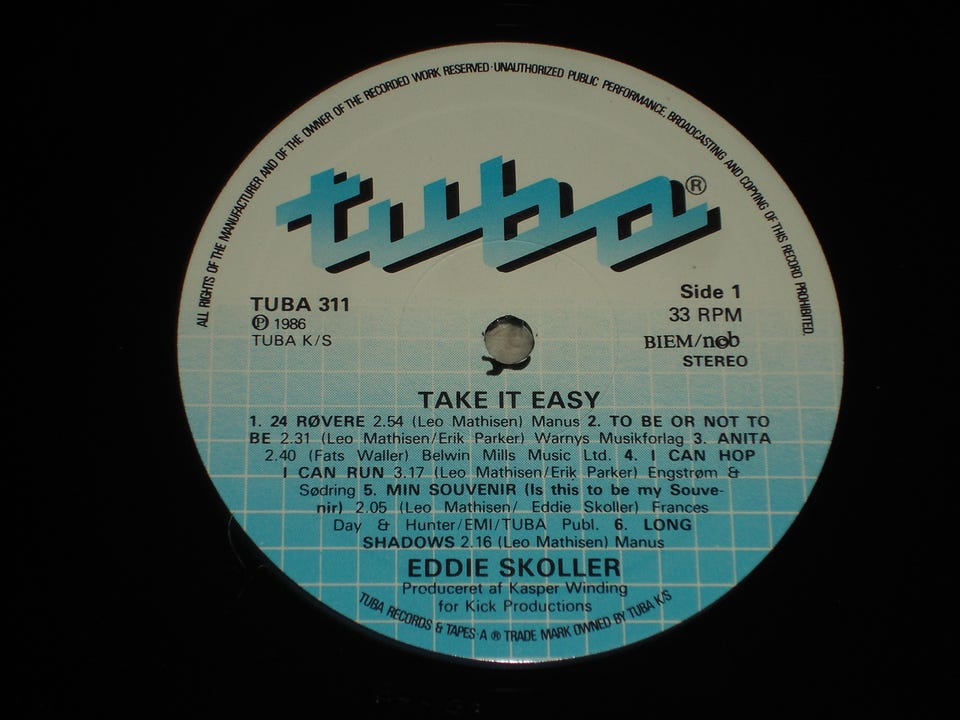 ALL RIGHTS OF THE MANUFACTURER AND OF THE OWNER OF THE RECORDED WORK RESERVED·UNAUTHORIZED PUBLIC PERFORMANCE, BROADCASTING AND COPYING OF THIS RECORD PROHIBITED.
tuba®
TUBA 311
℗ 1986
TUBA K/S
Side 1
33 RPM
BIEM/ncb
STEREO
TAKE IT EASY
1. 24 RØVERE 2.54 (Leo Mathisen) Manus 2. TO BE OR NOT TO
BE 2.31 (Leo Mathisen/Erik Parker) Warnys Musikforlag 3. ANITA
2.40 (Fats Waller) Belwin Mills Music Ltd. 4. I CAN HOP
I CAN RUN 3.17 (Leo Mathisen/Erik Parker) Engstrøm &
Sødring 5. MIN SOUVENIR (Is this to be my Souve-
nir) 2.05 (Leo Mathisen/ Eddie Skoller) Frances
Day & Hunter/EMI/TUBA Publ. 6. LONG
SHADOWS 2.16 (Leo Mathisen) Manus
EDDIE SKOLLER
Produceret af Kasper Winding
for Kick Productions
TUBA RECORDS & TAPES·A ® TRADE MARK OWNED BY TUBA K/S